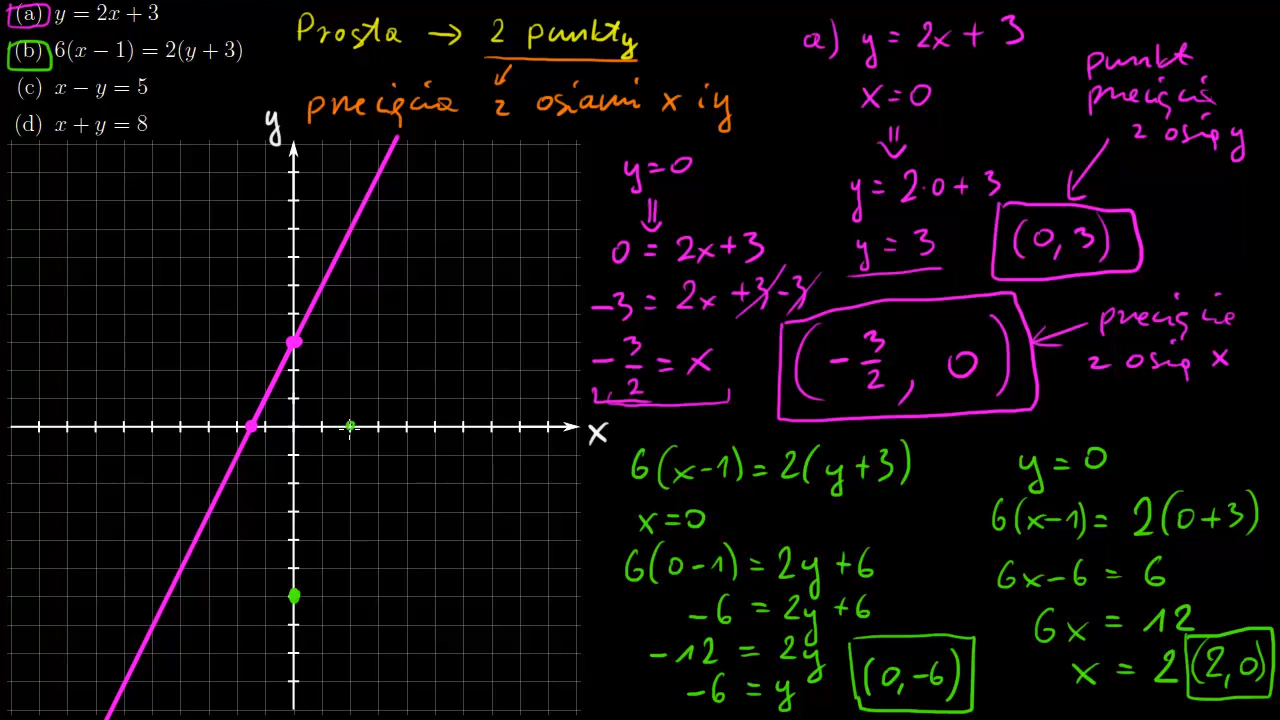 (a) y = 2x + 3
(b) 6(x − 1) = 2(y + 3)
(c) x − y = 5
(d) x + y = 8
Prosta → 2 punkty
przecięcia z osiami x i y
y
x
a) y = 2x + 3
x = 0
⇓
y = 2·0 + 3
y = 3
(0, 3)
punkt
przecięcia
z osią y
y = 0
⇓
0 = 2x + 3
−3 = 2x + 3 − 3
−3/2 = x
(−3/2, 0)
przecięcie
z osią x
6(x−1) = 2(y+3)
x = 0
6(0−1) = 2y + 6
−6 = 2y + 6
−12 = 2y
−6 = y
(0, −6)
y = 0
6(x−1) = 2(0+3)
6x − 6 = 6
6x = 12
x = 2 (2, 0)